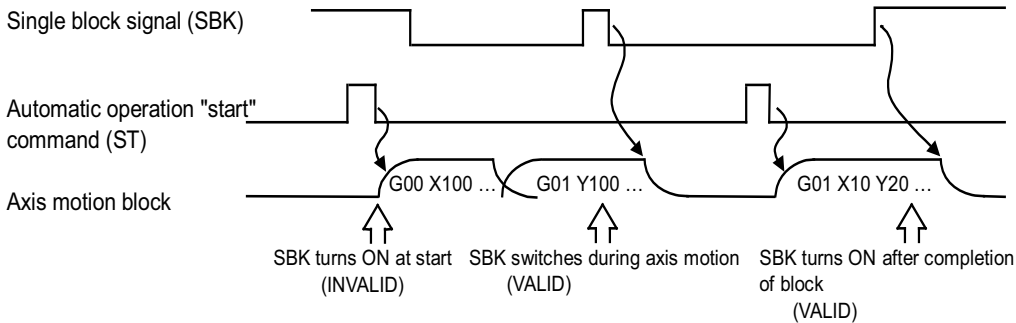 Single block signal (SBK)
Automatic operation "start"
command (ST)
Axis motion block
G00 X100 ...
G01 Y100 ...
G01 X10 Y20 ...
SBK turns ON at start
(INVALID)
SBK switches during axis motion
(VALID)
SBK turns ON after completion
of block
(VALID)